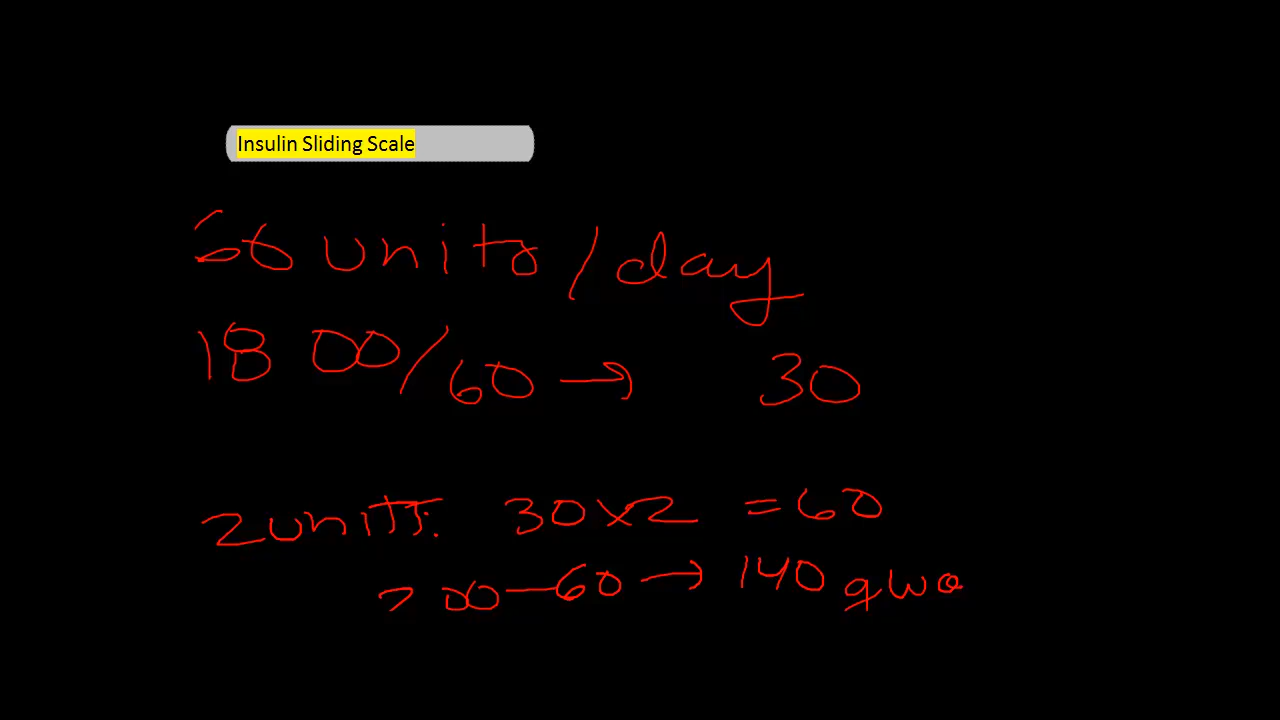 Insulin Sliding Scale
60 units/day
1800/60 → 30
2 units: 30x2 = 60
200-60 → 140